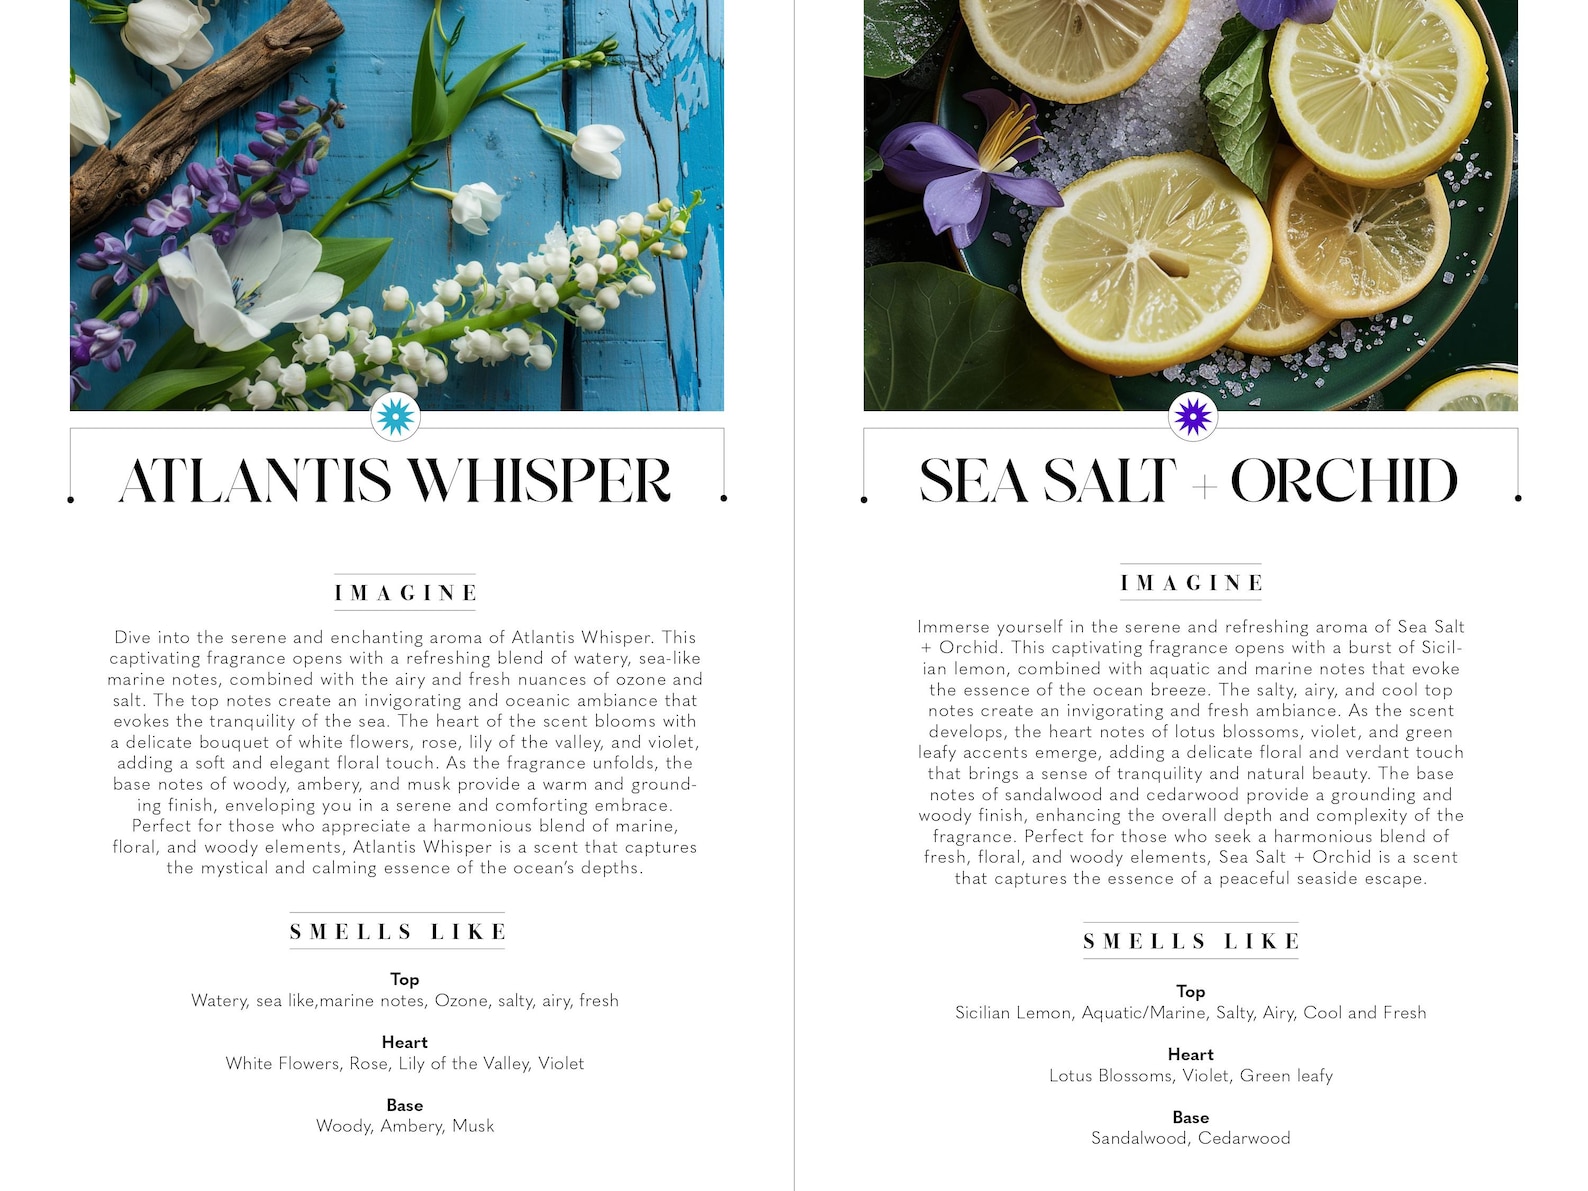 ATLANTIS WHISPER
IMAGINE
Dive into the serene and enchanting aroma of Atlantis Whisper. This
captivating fragrance opens with a refreshing blend of watery, sea-like
marine notes, combined with the airy and fresh nuances of ozone and
salt. The top notes create an invigorating and oceanic ambiance that
evokes the tranquility of the sea. The heart of the scent blooms with
a delicate bouquet of white flowers, rose, lily of the valley, and violet,
adding a soft and elegant floral touch. As the fragrance unfolds, the
base notes of woody, ambery, and musk provide a warm and ground-
ing finish, enveloping you in a serene and comforting embrace.
Perfect for those who appreciate a harmonious blend of marine,
floral, and woody elements, Atlantis Whisper is a scent that captures
the mystical and calming essence of the ocean's depths.
SMELLS LIKE
Top
Watery, sea like,marine notes, Ozone, salty, airy, fresh
Heart
White Flowers, Rose, Lily of the Valley, Violet
Base
Woody, Ambery, Musk
SEA SALT + ORCHID
IMAGINE
Immerse yourself in the serene and refreshing aroma of Sea Salt
+ Orchid. This captivating fragrance opens with a burst of Sicil-
ian lemon, combined with aquatic and marine notes that evoke
the essence of the ocean breeze. The salty, airy, and cool top
notes create an invigorating and fresh ambiance. As the scent
develops, the heart notes of lotus blossoms, violet, and green
leafy accents emerge, adding a delicate floral and verdant touch
that brings a sense of tranquility and natural beauty. The base
notes of sandalwood and cedarwood provide a grounding and
woody finish, enhancing the overall depth and complexity of the
fragrance. Perfect for those who seek a harmonious blend of
fresh, floral, and woody elements, Sea Salt + Orchid is a scent
that captures the essence of a peaceful seaside escape.
SMELLS LIKE
Top
Sicilian Lemon, Aquatic/Marine, Salty, Airy, Cool and Fresh
Heart
Lotus Blossoms, Violet, Green leafy
Base
Sandalwood, Cedarwood